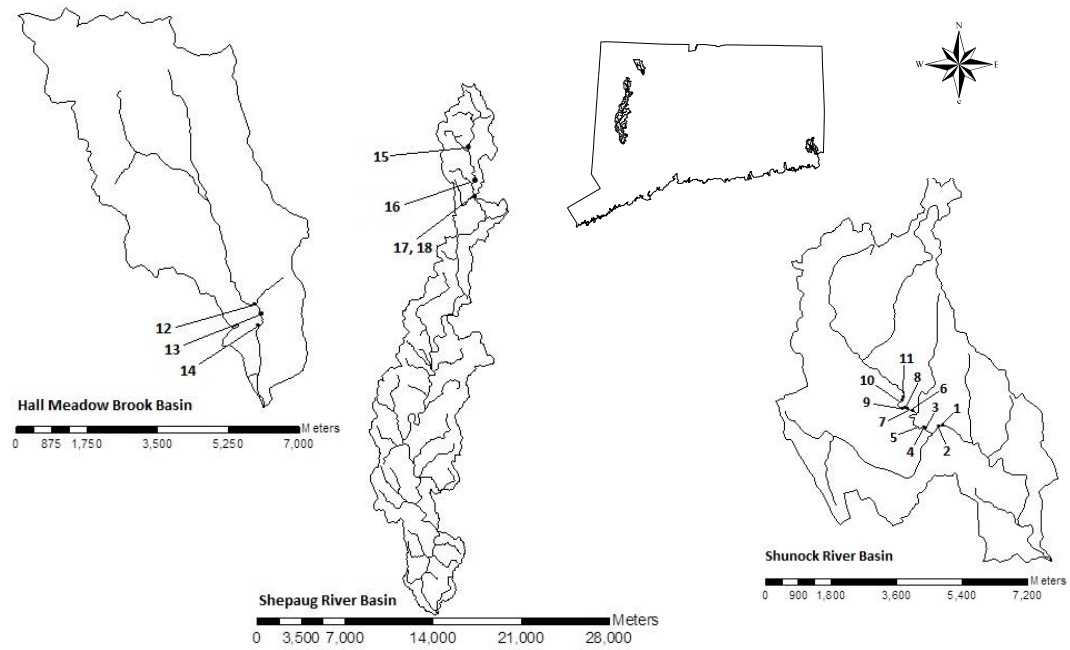 N
W E
S
15
16
17, 18
12
13
14
11
10 8
9 6
7 3 1
5
4 2
Hall Meadow Brook Basin
Meters
0 875 1,750 3,500 5,250 7,000
Shunock River Basin
Meters
0 900 1,800 3,600 5,400 7,200
Shepaug River Basin
Meters
0 3,500 7,000 14,000 21,000 28,000